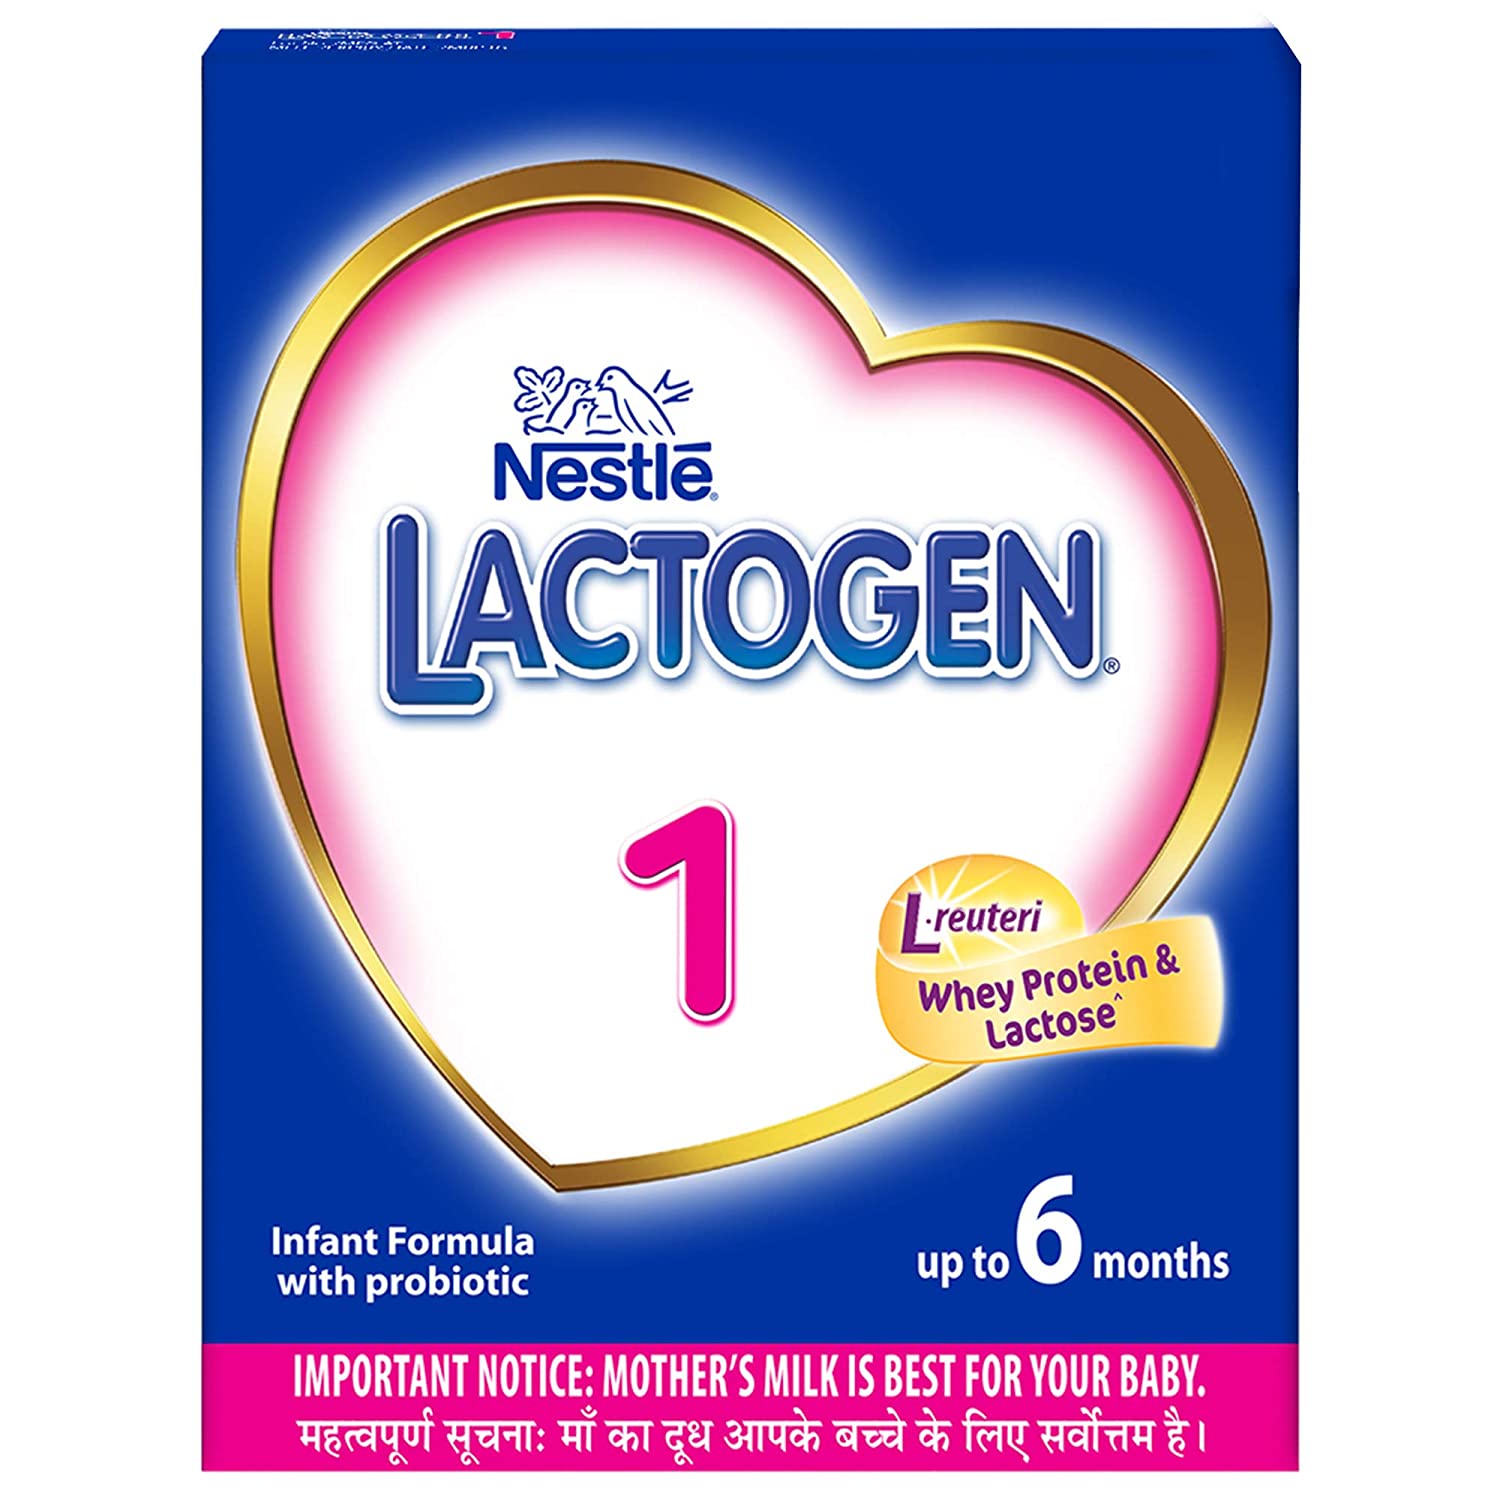 Nestlé
LACTOGEN®
1
L·reuteri
Whey Protein &
Lactose^
Infant Formula
with probiotic
up to 6 months
IMPORTANT NOTICE: MOTHER'S MILK IS BEST FOR YOUR BABY.
महत्वपूर्ण सूचनाः माँ का दूध आपके बच्चे के लिए सर्वोत्तम है।